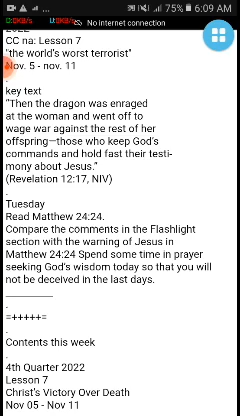 75% 6:09 AM
No internet connection
2022
CC na: Lesson 7
"the world's worst terrorist"
Nov. 5 - nov. 11
.
key text
“Then the dragon was enraged
at the woman and went off to
wage war against the rest of her
offspring—those who keep God’s
commands and hold fast their testi-
mony about Jesus.”
(Revelation 12:17, NIV)
.
Tuesday
Read Matthew 24:24.
Compare the comments in the Flashlight
section with the warning of Jesus in
Matthew 24:24 Spend some time in prayer
seeking God's wisdom today so that you will
not be deceived in the last days.
__________
.
=+++++=
.
Contents this week
.
4th Quarter 2022
Lesson 7
Christ's Victory Over Death
Nov 05 - Nov 11